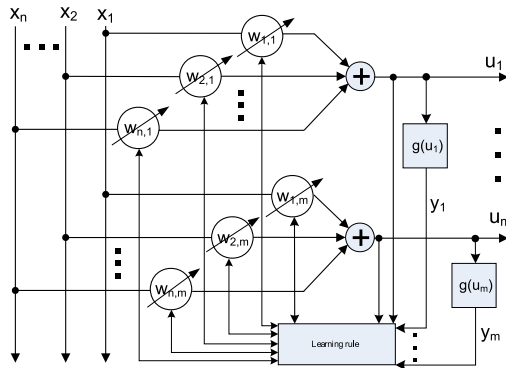 xn x2 x1
w1,1
w2,1
wn,1
+
u1
g(u1)
y1
w1,m
w2,m
wn,m
+
um
g(um)
ym
Learning rule